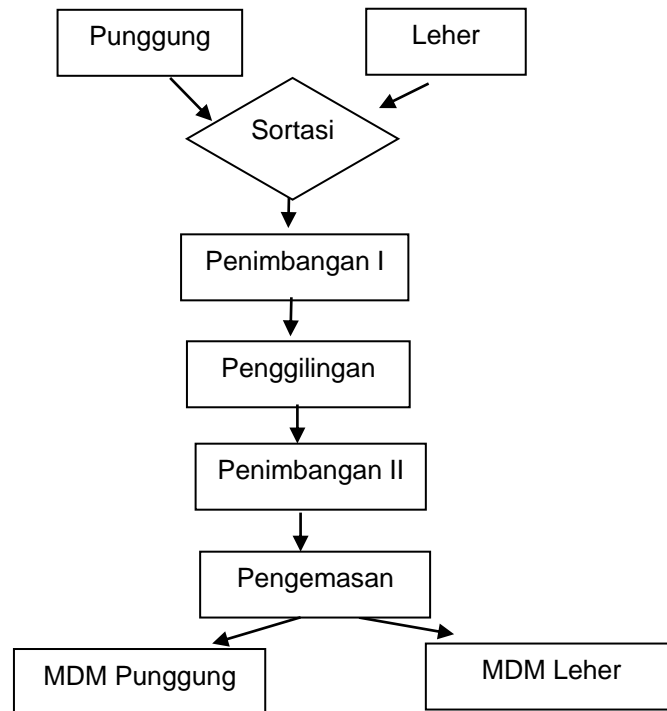 Punggung
Leher
Sortasi
Penimbangan I
Penggilingan
Penimbangan II
Pengemasan
MDM Punggung
MDM Leher